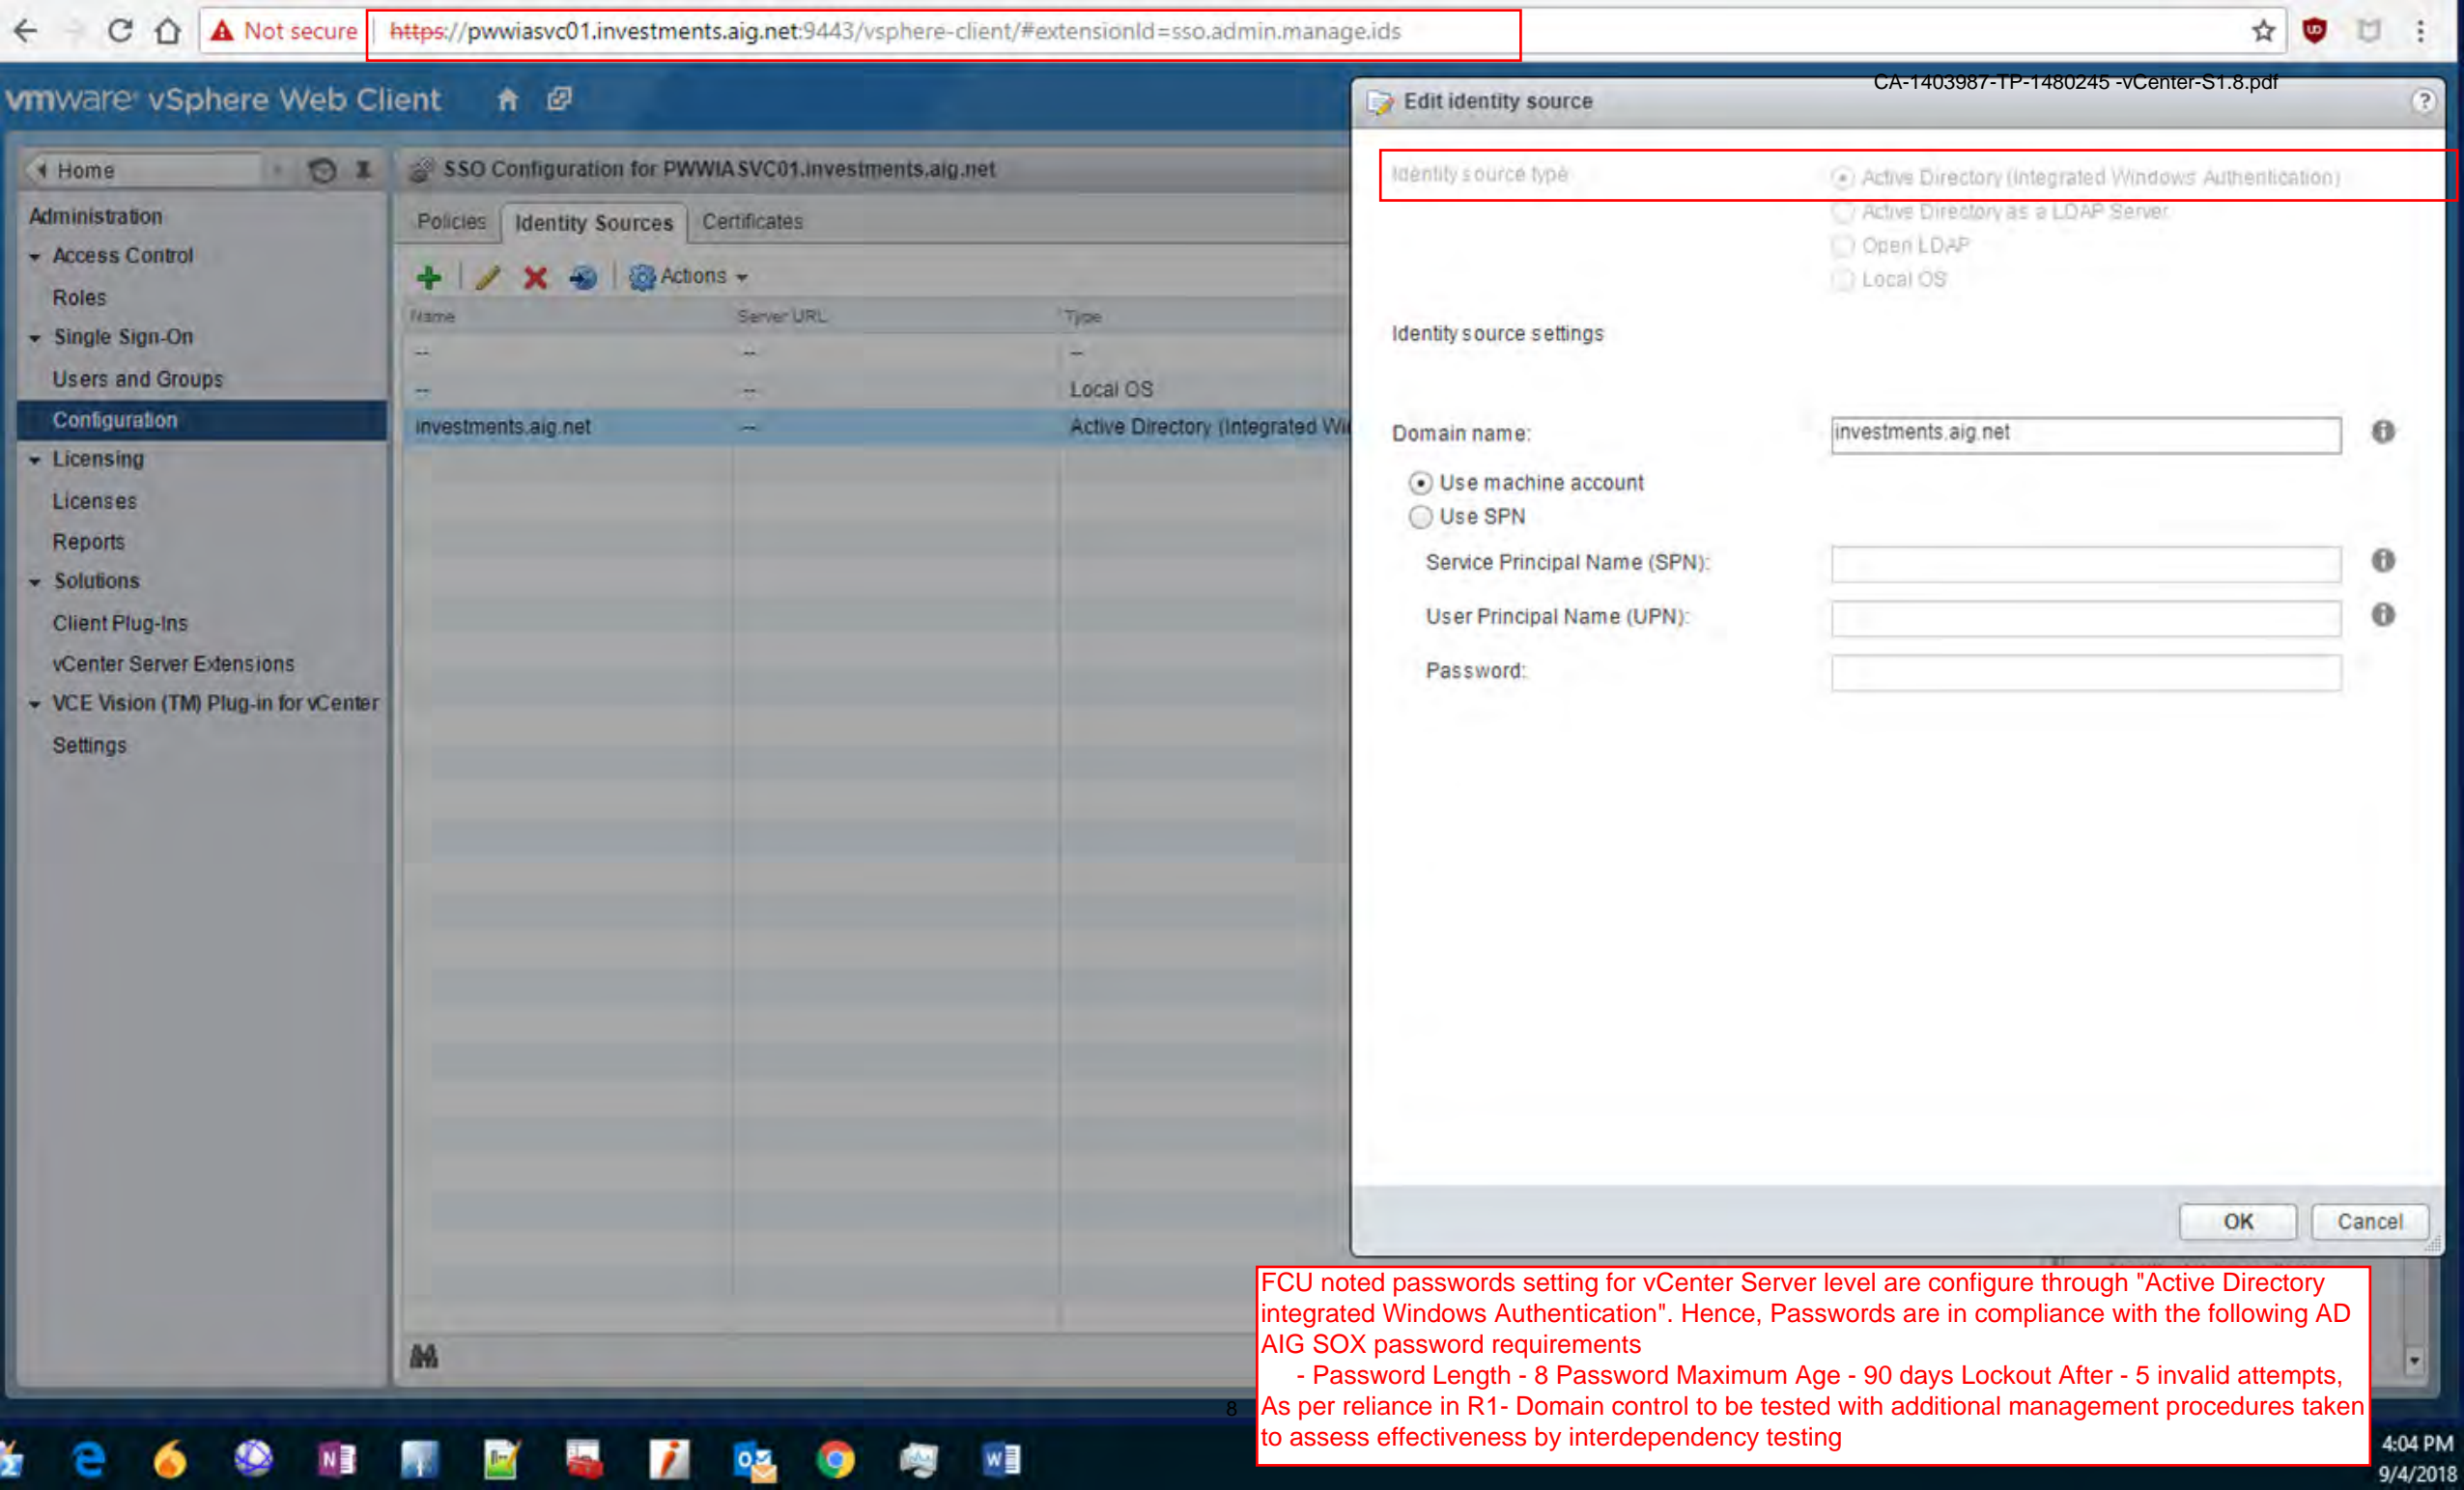 Not secure | https://pwwiasvc01.investments.aig.net:9443/vsphere-client/#extensionId=sso.admin.manage.ids
CA-1403987-TP-1480245 -vCenter-S1.8.pdf
vmware vSphere Web Client
Home
Administration
Access Control
Roles
Single Sign-On
Users and Groups
Configuration
Licensing
Licenses
Reports
Solutions
Client Plug-Ins
vCenter Server Extensions
VCE Vision (TM) Plug-in for vCenter
Settings
SSO Configuration for PWWIASVC01.investments.aig.net
Policies Identity Sources Certificates
Actions
Name Server URL Type
-- -- --
-- -- Local OS
investments.aig.net -- Active Directory (Integrated Wi
Edit identity source
Identity source type
Active Directory (Integrated Windows Authentication)
Active Directory as a LDAP Server
Open LDAP
Local OS
Identity source settings
Domain name: investments.aig.net
Use machine account
Use SPN
Service Principal Name (SPN):
User Principal Name (UPN):
Password:
OK Cancel
FCU noted passwords setting for vCenter Server level are configure through "Active Directory
integrated Windows Authentication". Hence, Passwords are in compliance with the following AD
AIG SOX password requirements
- Password Length - 8 Password Maximum Age - 90 days Lockout After - 5 invalid attempts,
As per reliance in R1- Domain control to be tested with additional management procedures taken
to assess effectiveness by interdependency testing
8
4:04 PM
9/4/2018